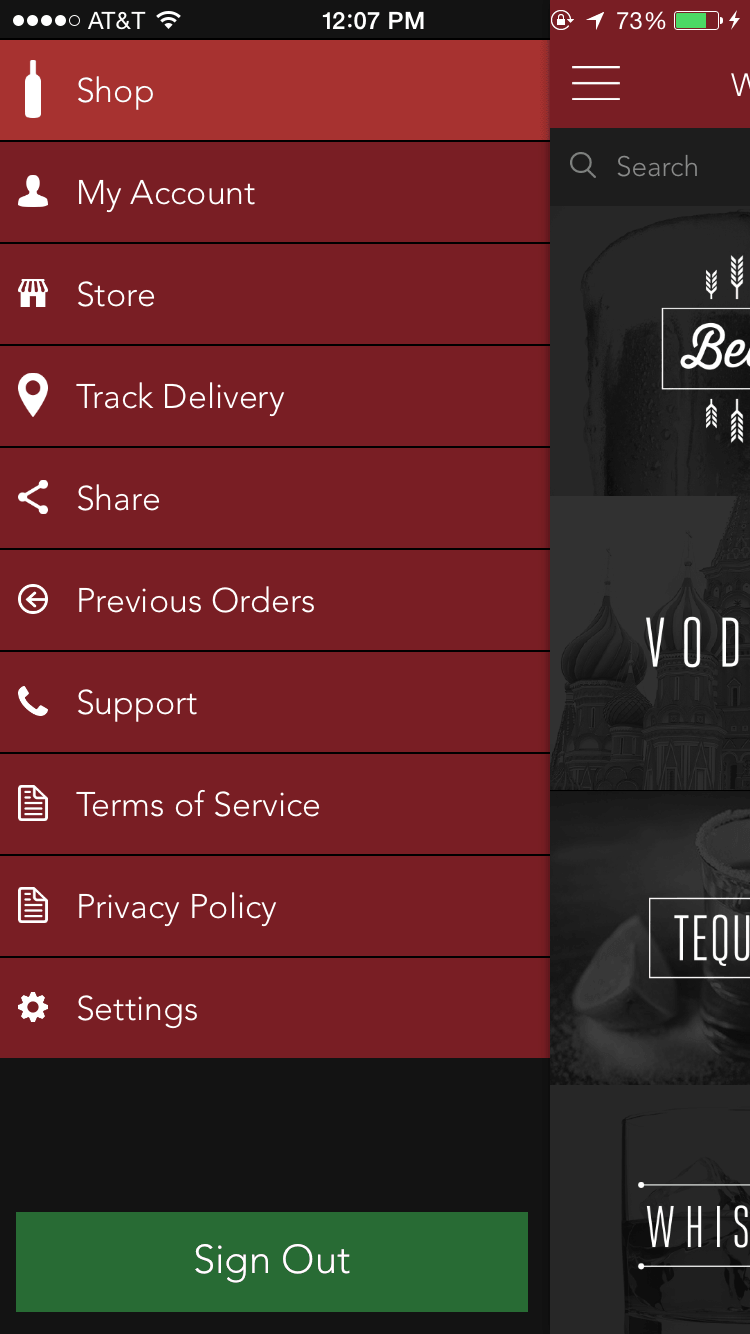 AT&T 12:07 PM 73%
Shop
My Account
Store
Track Delivery
Share
Previous Orders
Support
Terms of Service
Privacy Policy
Settings
Sign Out
W
Search
Be
VOD
TEQU
WHIS